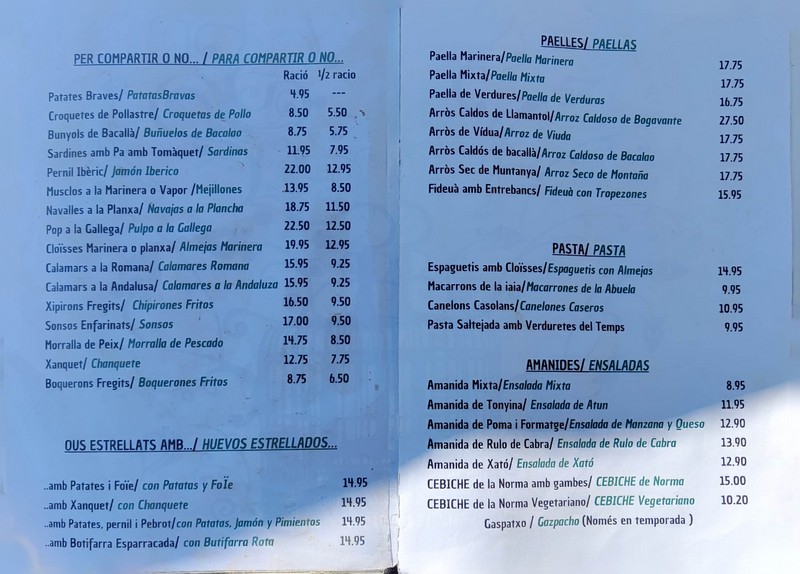 PER COMPARTIR O NO... / PARA COMPARTIR O NO...
Ració 1/2 racio
Patates Braves/ PatatasBravas 4.95 ---
Croquetes de Pollastre/ Croquetas de Pollo 8.50 5.50
Bunyols de Bacallà/ Buñuelos de Bacalao 8.75 5.75
Sardines amb Pa amb Tomàquet/ Sardinas 11.95 7.95
Pernil Ibèric/ Jamón Iberico 22.00 12.95
Musclos a la Marinera o Vapor /Mejillones 13.95 8.50
Navalles a la Planxa/ Navajas a la Plancha 18.75 11.50
Pop a la Gallega/ Pulpo a la Gallega 22.50 12.50
Cloïsses Marinera o planxa/ Almejas Marinera 19.95 12.95
Calamars a la Romana/ Calamares Romana 15.95 9.25
Calamars a la Andalusa/ Calamares a la Andaluza 15.95 9.25
Xipirons Fregits/ Chipirones Fritos 16.50 9.50
Sonsos Enfarinats/ Sonsos 17.00 9.50
Morralla de Peix/ Morralla de Pescado 14.75 8.50
Xanquet/ Chanquete 12.75 7.75
Boquerons Fregits/ Boquerones Fritos 8.75 6.50
OUS ESTRELLATS AMB.../ HUEVOS ESTRELLADOS...
..amb Patates i Foïe/ con Patatas y FoÏe 14.95
..amb Xanquet/ con Chanquete 14.95
..amb Patates, pernil i Pebrot/con Patatas, Jamón y Pimientos 14.95
..amb Botifarra Esparracada/ con Butifarra Rota 14.95
PAELLES/ PAELLAS
Paella Marinera/Paella Marinera 17.75
Paella Mixta/Paella Mixta 17.75
Paella de Verdures/Paella de Verduras 16.75
Arròs Caldos de Llamantol/Arroz Caldoso de Bogavante 27.50
Arròs de Vídua/Arroz de Viuda 17.75
Arròs Caldós de bacallà/Arroz Caldoso de Bacalao 17.75
Arròs Sec de Muntanya/ Arroz Seco de Montaña 17.75
Fideuà amb Entrebancs/ Fideuà con Tropezones 15.95
PASTA/ PASTA
Espaguetis amb Cloïsses/Espaguetis con Almejas 14.95
Macarrons de la iaia/Macarrones de la Abuela 9.95
Canelons Casolans/Canelones Caseros 10.95
Pasta Saltejada amb Verduretes del Temps 9.95
AMANIDES/ ENSALADAS
Amanida Mixta/Ensalada Mixta 8.95
Amanida de Tonyina/ Ensalada de Atun 11.95
Amanida de Poma i Formatge/Ensalada de Manzana y Queso 12.90
Amanida de Rulo de Cabra/ Ensalada de Rulo de Cabra 13.90
Amanida de Xató/ Ensalada de Xató 12.90
CEBICHE de la Norma amb gambes/ CEBICHE de Norma 15.00
CEBICHE de la Norma Vegetariano/ CEBICHE Vegetariano 10.20
Gaspatxo / Gazpacho (Només en temporada )